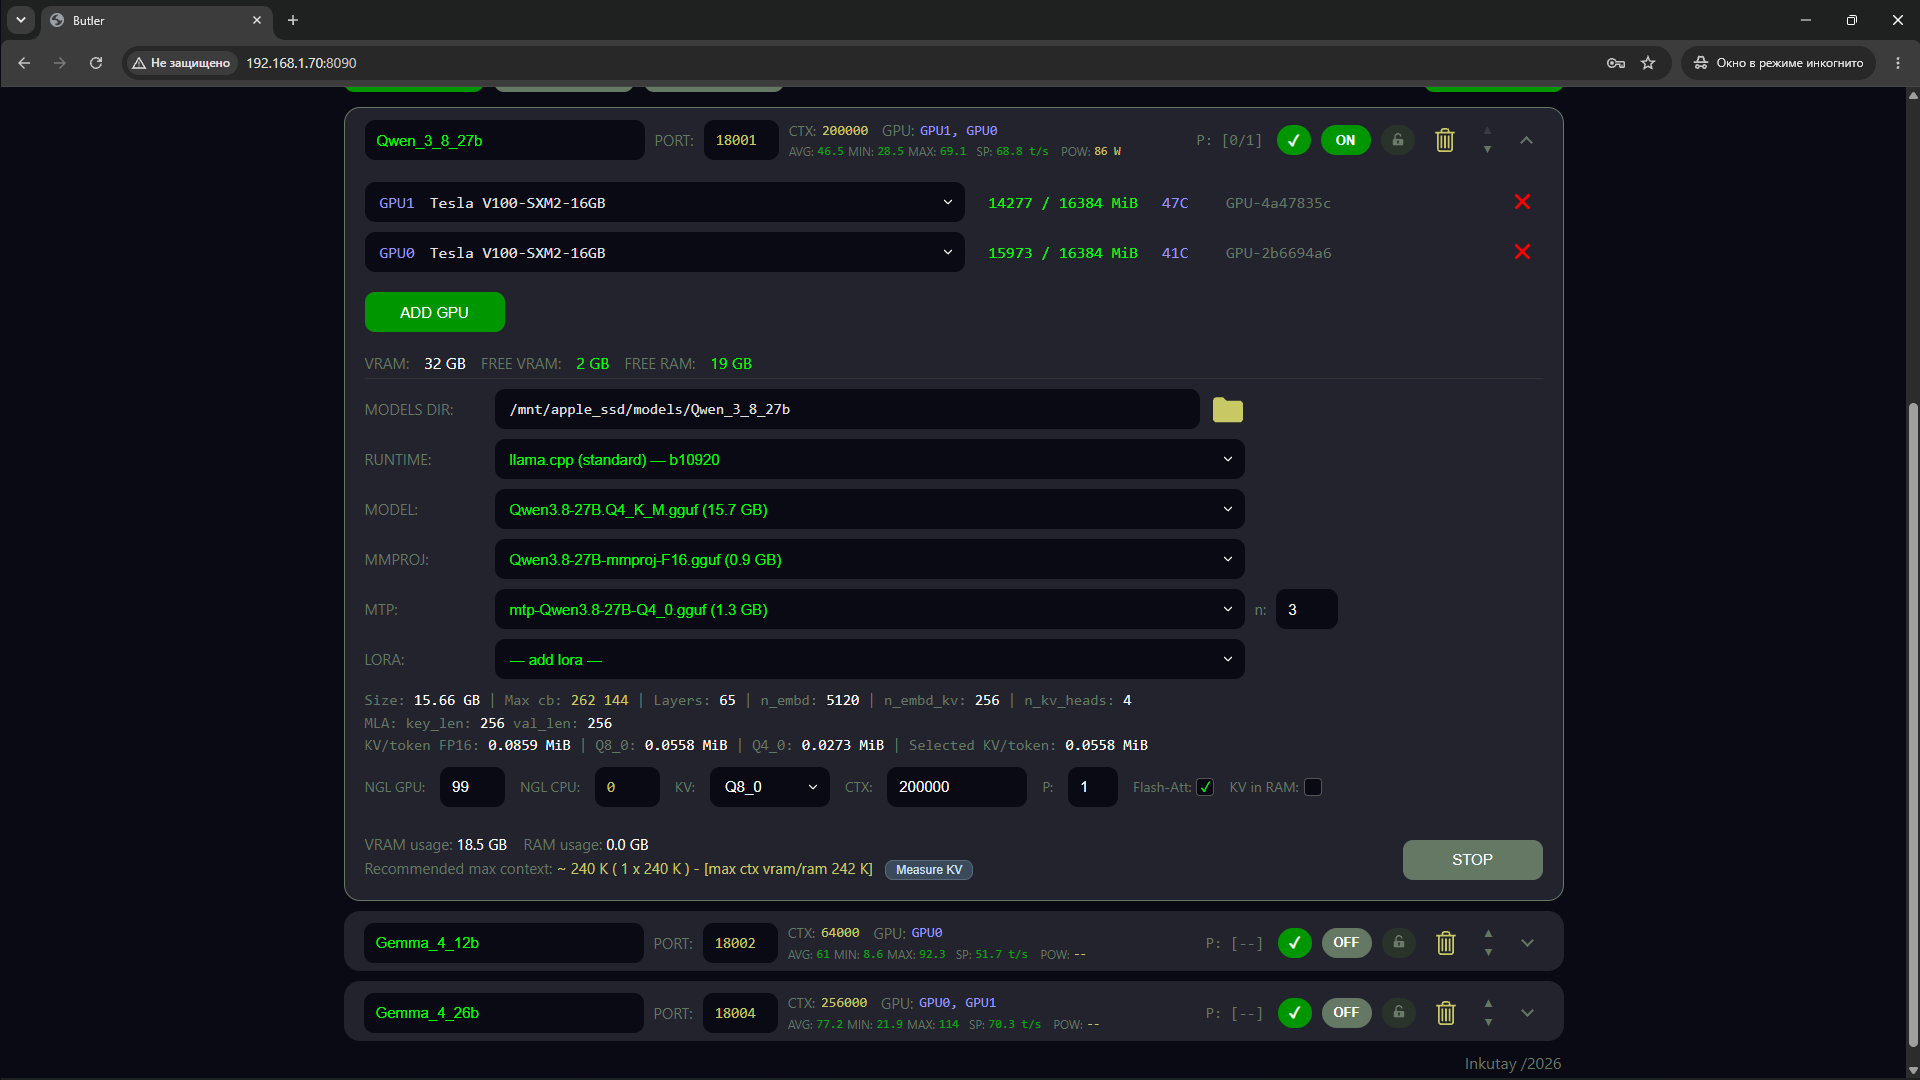 Butler
Не защищено 192.168.1.70:8090 Окно в режиме инкогнито
Qwen_3_8_27b PORT: 18001 CTX: 200000 GPU: GPU1, GPU0 P: [0/1] ON
AVG: 46.5 MIN: 28.5 MAX: 69.1 SP: 68.8 t/s POW: 86 W
GPU1 Tesla V100-SXM2-16GB 14277 / 16384 MiB 47C GPU-4a47835c
GPU0 Tesla V100-SXM2-16GB 15973 / 16384 MiB 41C GPU-2b6694a6
ADD GPU
VRAM: 32 GB FREE VRAM: 2 GB FREE RAM: 19 GB
MODELS DIR: /mnt/apple_ssd/models/Qwen_3_8_27b
RUNTIME: llama.cpp (standard) — b10920
MODEL: Qwen3.8-27B.Q4_K_M.gguf (15.7 GB)
MMPROJ: Qwen3.8-27B-mmproj-F16.gguf (0.9 GB)
MTP: mtp-Qwen3.8-27B-Q4_0.gguf (1.3 GB) n: 3
LORA: — add lora —
Size: 15.66 GB | Max cb: 262 144 | Layers: 65 | n_embd: 5120 | n_embd_kv: 256 | n_kv_heads: 4
MLA: key_len: 256 val_len: 256
KV/token FP16: 0.0859 MiB | Q8_0: 0.0558 MiB | Q4_0: 0.0273 MiB | Selected KV/token: 0.0558 MiB
NGL GPU: 99 NGL CPU: 0 KV: Q8_0 CTX: 200000 P: 1 Flash-Att: ✓ KV in RAM:
VRAM usage: 18.5 GB RAM usage: 0.0 GB
Recommended max context: ~ 240 K ( 1 x 240 K ) - [max ctx vram/ram 242 K] Measure KV
STOP
Gemma_4_12b PORT: 18002 CTX: 64000 GPU: GPU0 P: [--] OFF
AVG: 61 MIN: 8.6 MAX: 92.3 SP: 51.7 t/s POW: --
Gemma_4_26b PORT: 18004 CTX: 256000 GPU: GPU0, GPU1 P: [--] OFF
AVG: 77.2 MIN: 21.9 MAX: 114 SP: 70.3 t/s POW: --
Inkutay /2026